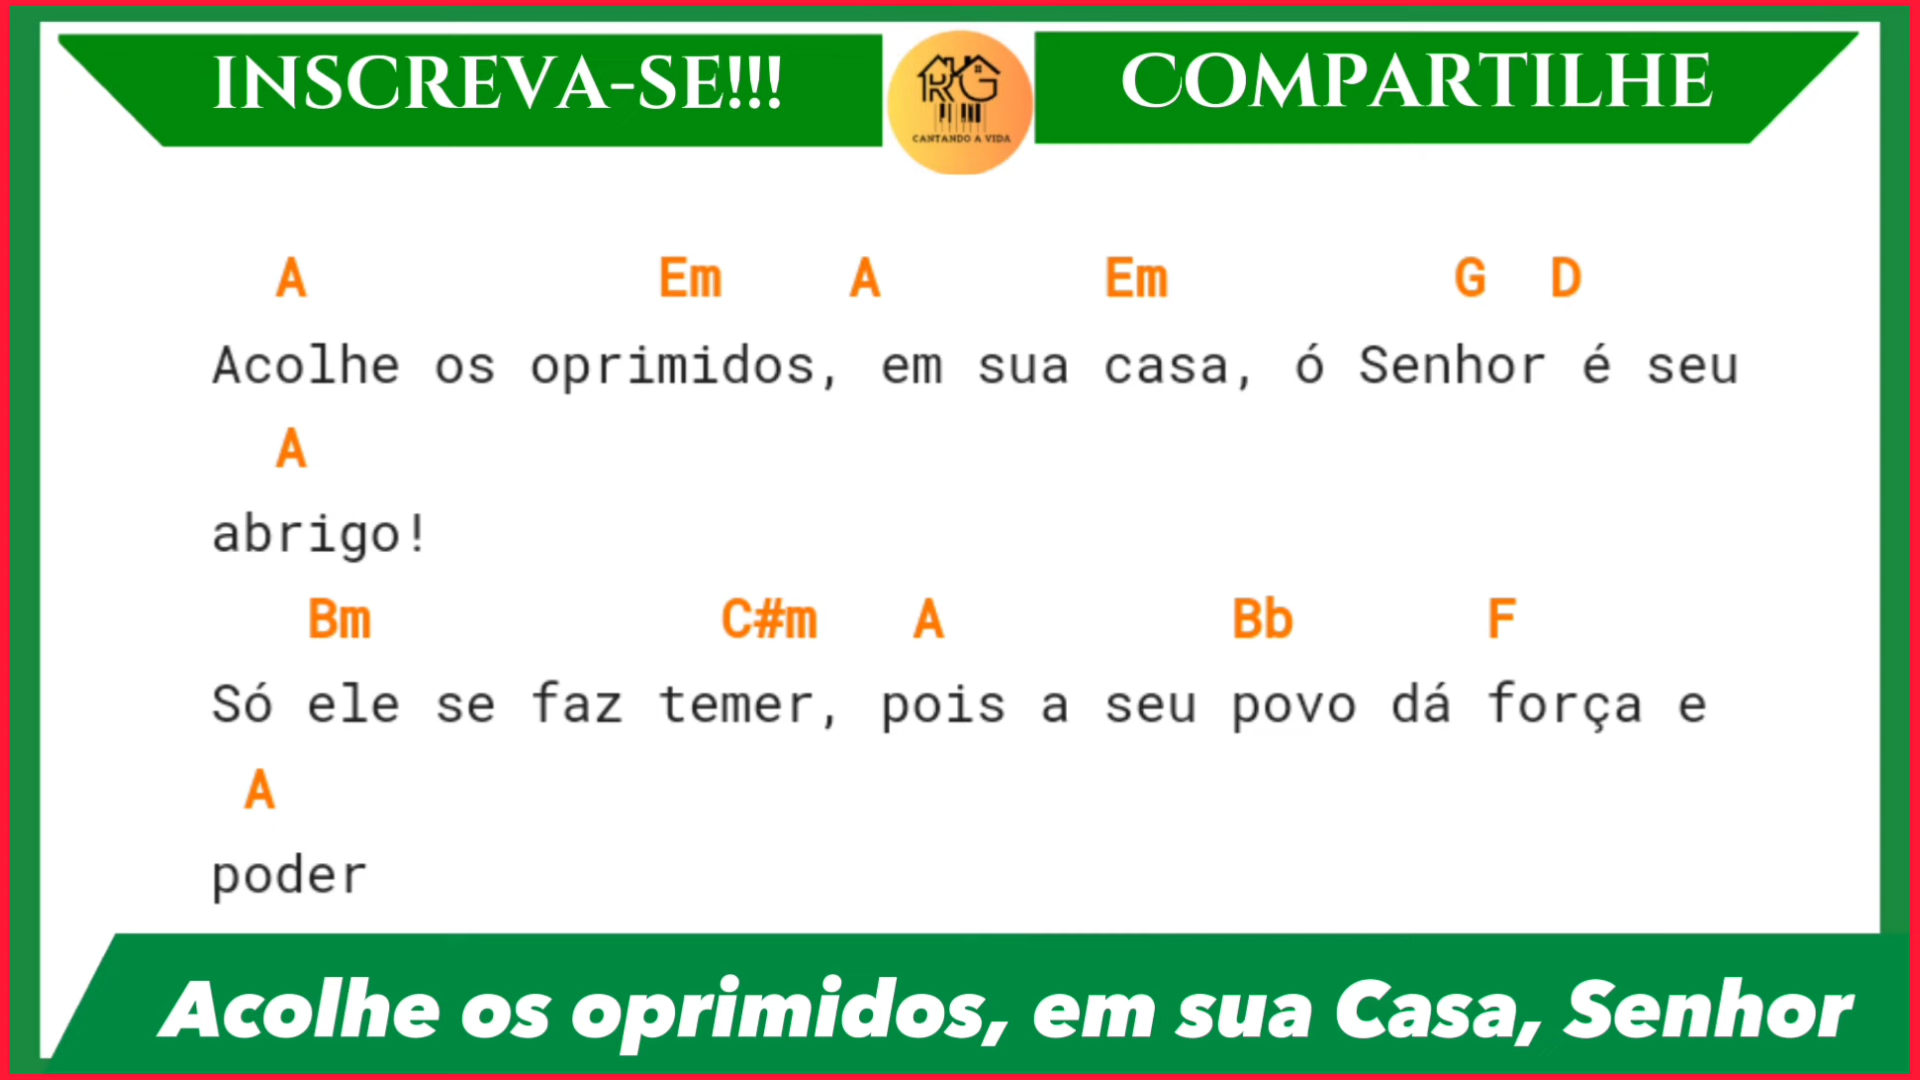 INSCREVA-SE!!!
RG
CANTANDO A VIDA
COMPARTILHE
A Em A Em G D
Acolhe os oprimidos, em sua casa, ó Senhor é seu
A
abrigo!
Bm C#m A Bb F
Só ele se faz temer, pois a seu povo dá força e
A
poder
Acolhe os oprimidos, em sua Casa, Senhor